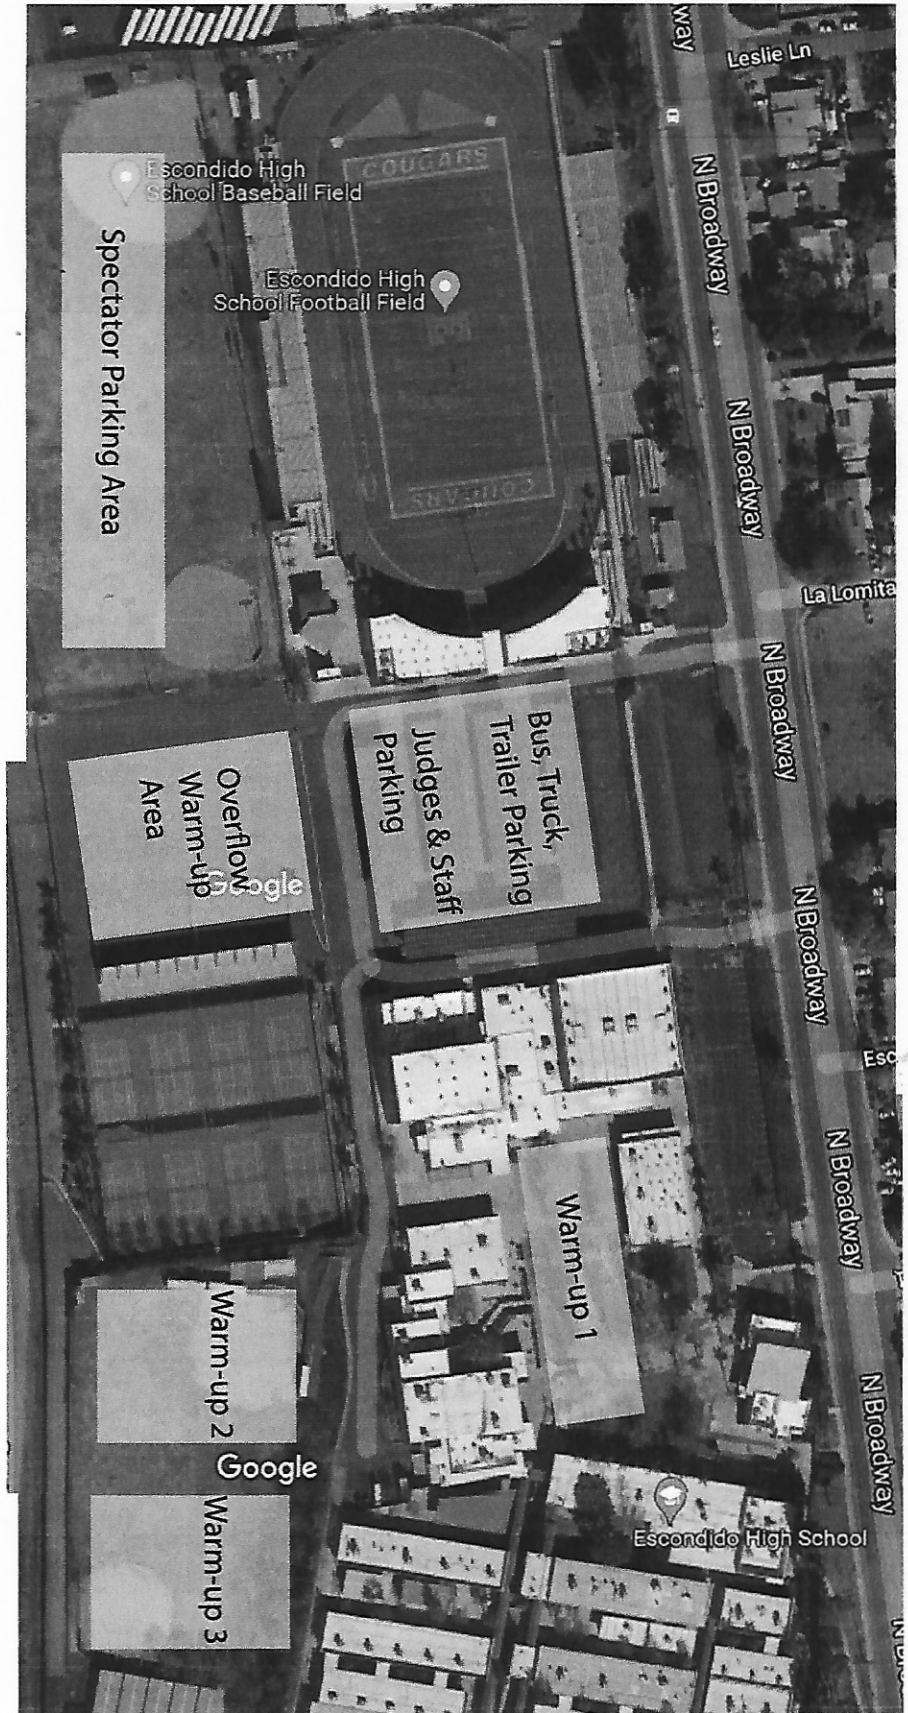 way
Leslie Ln
COUGARS
Escondido High
School Baseball Field
N Broadway
Escondido High
School Football Field
Spectator Parking Area
N Broadway
COUGARS
La Lomita
N Broadway
Bus, Truck,
Trailer Parking
Judges & Staff
Parking
Overflow
Warm-up
Area
Google
N Broadway
Esc
N Broadway
Warm-up 1
Warm-up 2
N Broadway
Google
Warm-up 3
Escondido High School